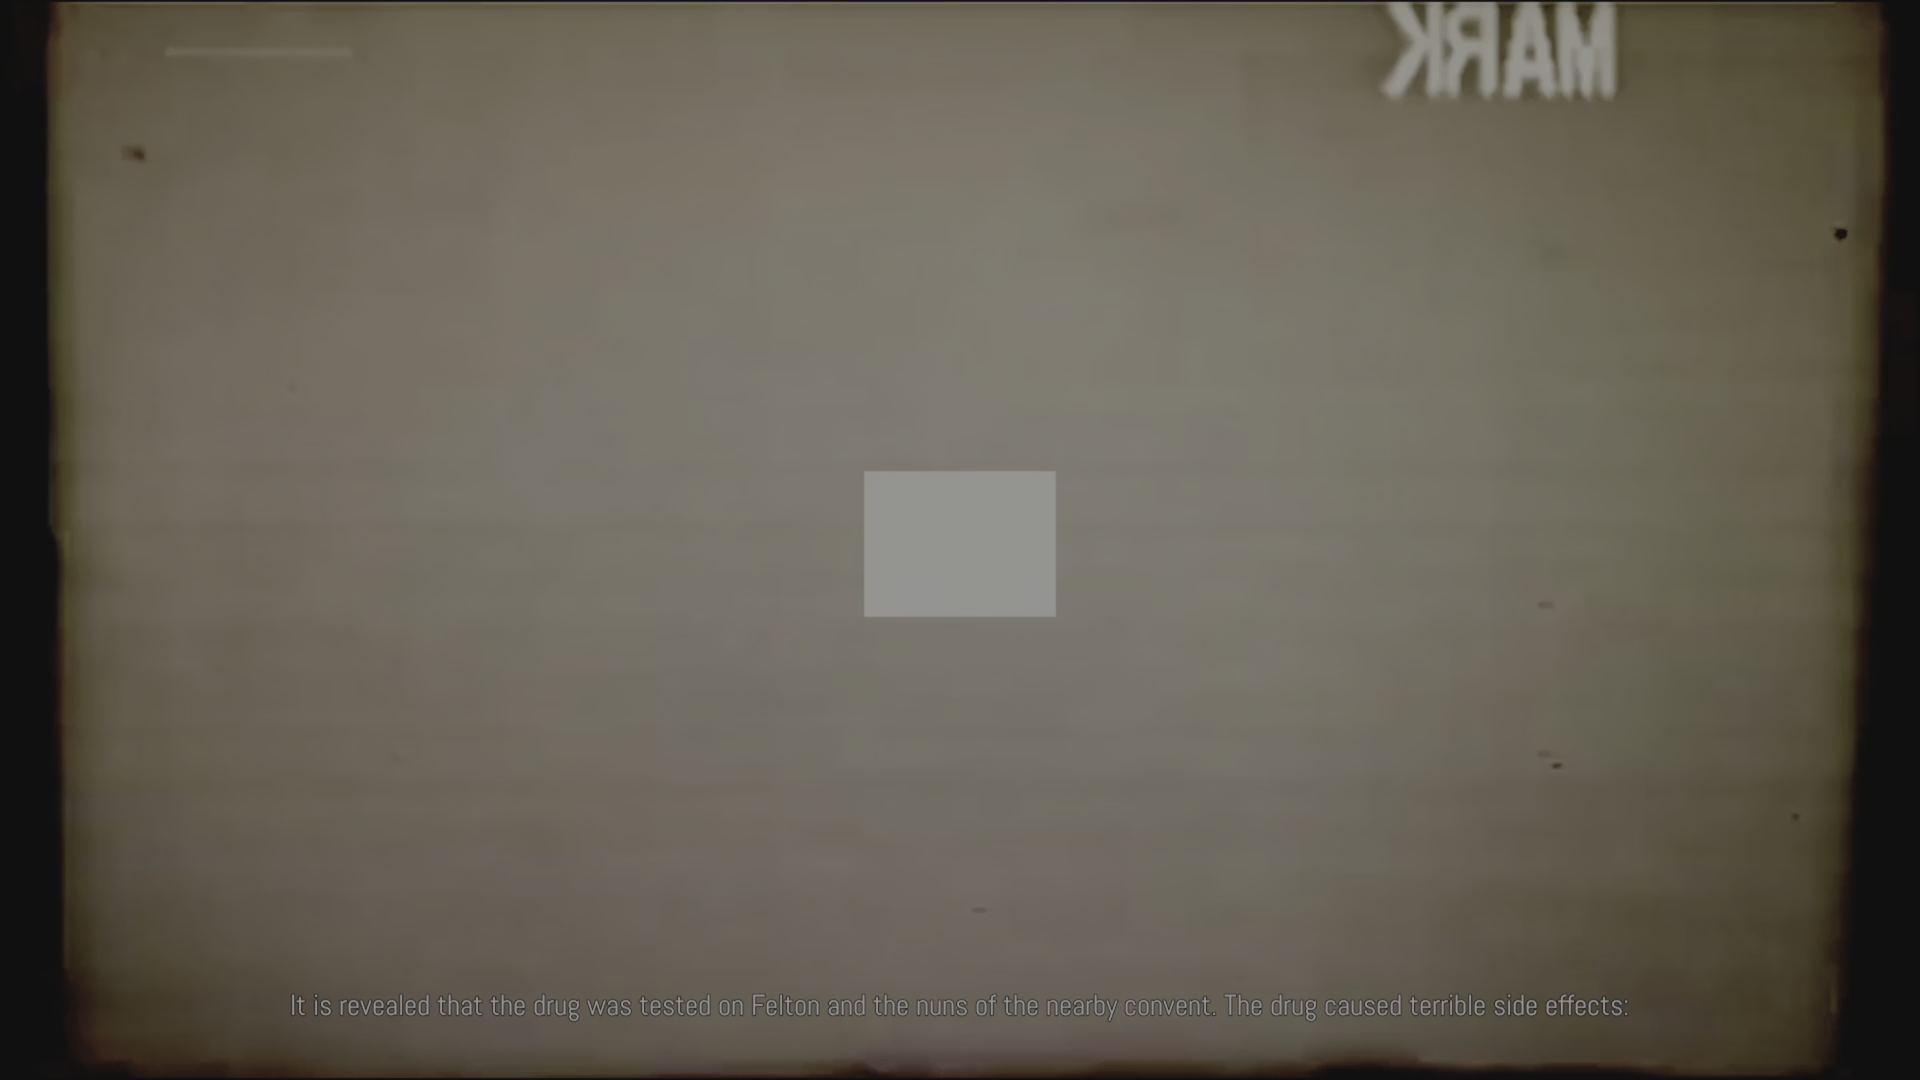 MARK
It is revealed that the drug was tested on Felton and the nuns of the nearby convent. The drug caused terrible side effects: